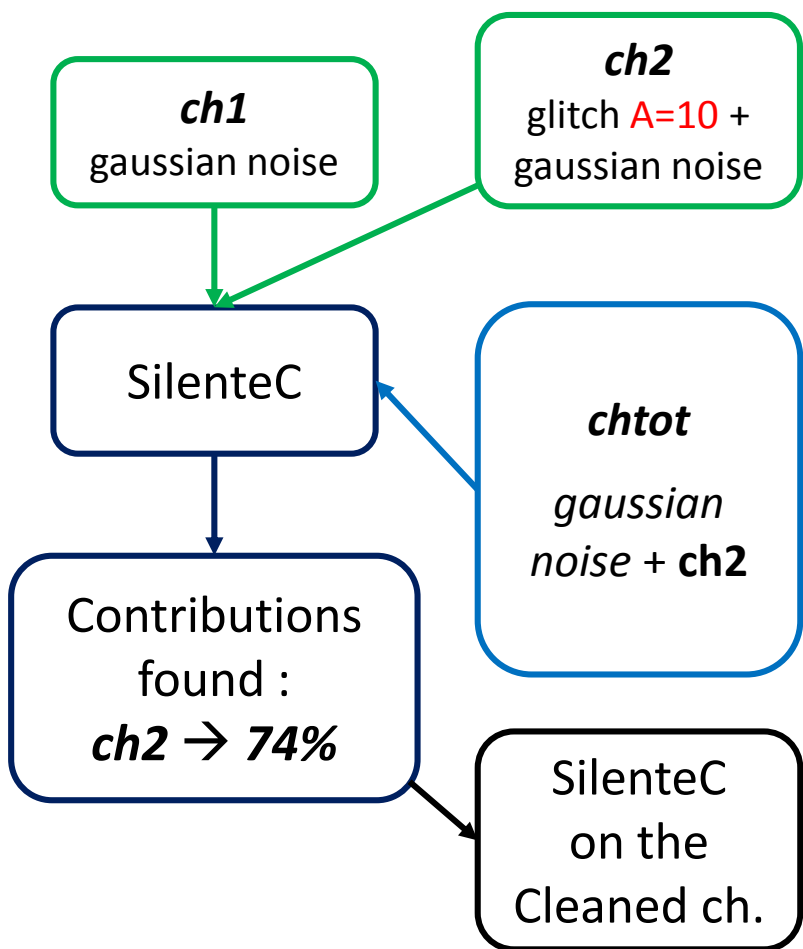 ch1
gaussian noise
ch2
glitch A=10 +
gaussian noise
SilenteC
chtot
gaussian
noise + ch2
Contributions
found :
ch2 → 74%
SilenteC
on the
Cleaned ch.